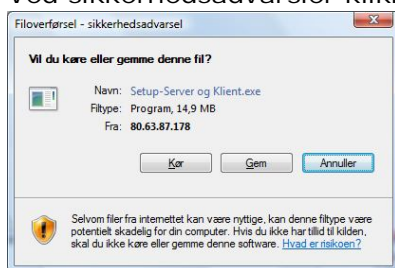 Filoverførsel - sikkerhedsadvarsel
Vil du køre eller gemme denne fil?
Navn: Setup-Server og Klient.exe
Filtype: Program, 14,9 MB
Fra: 80.63.87.178
Kør Gem Annuller
Selvom filer fra internettet kan være nyttige, kan denne filtype være
potentielt skadelig for din computer. Hvis du ikke har tillid til kilden,
skal du ikke køre eller gemme denne software. Hvad er risikoen?